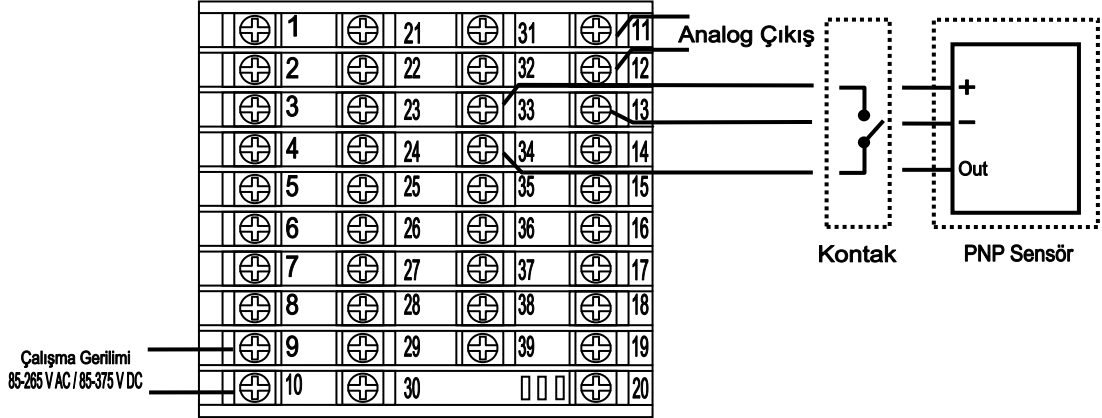 1 21 31 11
Analog Çıkış
2 22 32 12
3 23 33 13
+
−
4 24 34 14
Out
5 25 35 15
6 26 36 16
Kontak PNP Sensör
7 27 37 17
8 28 38 18
9 29 39 19
Çalışma Gerilimi
85-265 V AC / 85-375 V DC
10 30 20